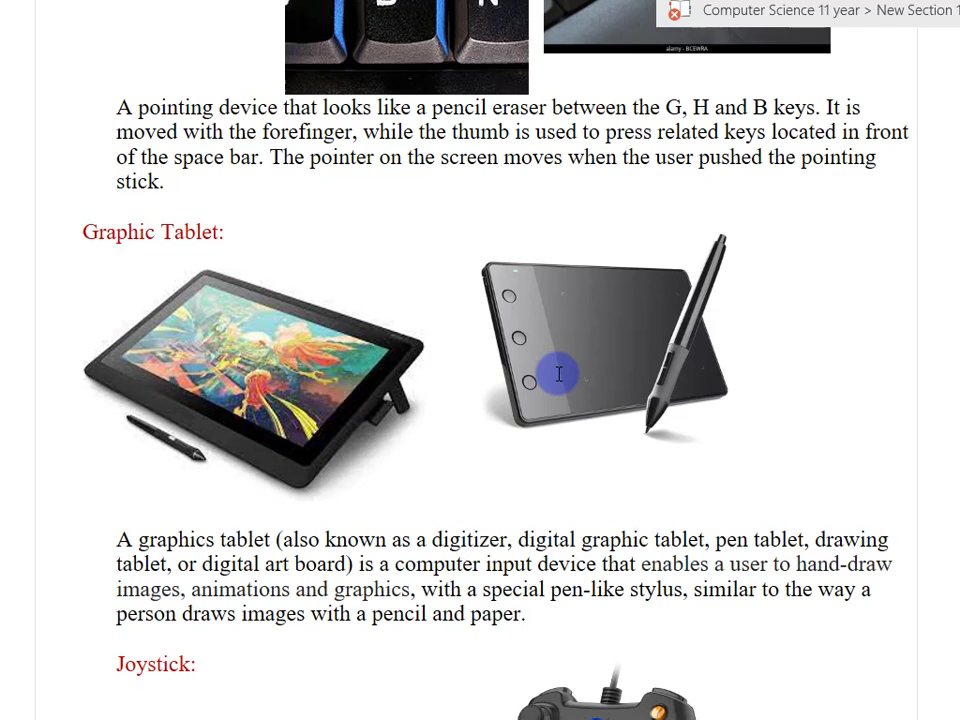 Computer Science 11 year > New Section 1
B N
alamy - BCEWRA
A pointing device that looks like a pencil eraser between the G, H and B keys. It is
moved with the forefinger, while the thumb is used to press related keys located in front
of the space bar. The pointer on the screen moves when the user pushed the pointing
stick.
Graphic Tablet:
A graphics tablet (also known as a digitizer, digital graphic tablet, pen tablet, drawing
tablet, or digital art board) is a computer input device that enables a user to hand-draw
images, animations and graphics, with a special pen-like stylus, similar to the way a
person draws images with a pencil and paper.
Joystick: